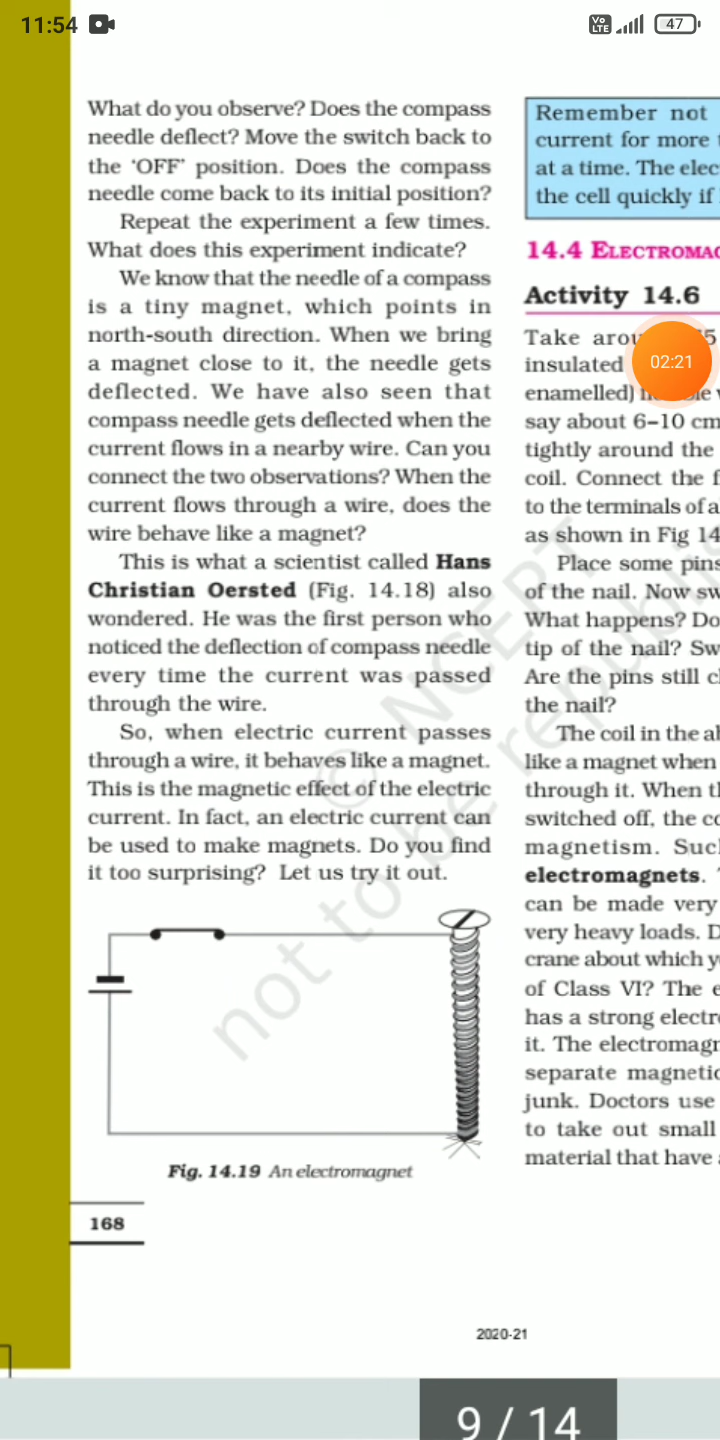 11:54
Vo
LTE
47
What do you observe? Does the compass
needle deflect? Move the switch back to
the ‘OFF’ position. Does the compass
needle come back to its initial position?
Repeat the experiment a few times.
What does this experiment indicate?
We know that the needle of a compass
is a tiny magnet, which points in
north-south direction. When we bring
a magnet close to it, the needle gets
deflected. We have also seen that
compass needle gets deflected when the
current flows in a nearby wire. Can you
connect the two observations? When the
current flows through a wire, does the
wire behave like a magnet?
This is what a scientist called Hans
Christian Oersted (Fig. 14.18) also
wondered. He was the first person who
noticed the deflection of compass needle
every time the current was passed
through the wire.
So, when electric current passes
through a wire, it behaves like a magnet.
This is the magnetic effect of the electric
current. In fact, an electric current can
be used to make magnets. Do you find
it too surprising? Let us try it out.
Fig. 14.19 An electromagnet
168
Remember not
current for more
at a time. The elec
the cell quickly if
14.4 ELECTROMAG
Activity 14.6
Take
insulated
02:21
enamelled)
say about 6–10 cm
tightly around the
coil. Connect the f
to the terminals of a
as shown in Fig 14
Place some pins
of the nail. Now sw
What happens? Do
tip of the nail? Sw
Are the pins still cl
the nail?
The coil in the ab
like a magnet when
through it. When th
switched off, the co
magnetism. Such
electromagnets.
can be made very
very heavy loads. D
crane about which y
of Class VI? The e
has a strong electro
it. The electromagn
separate magnetic
junk. Doctors use
to take out small
material that have a
© NCERT
not to be republis
2020-21
9 / 14